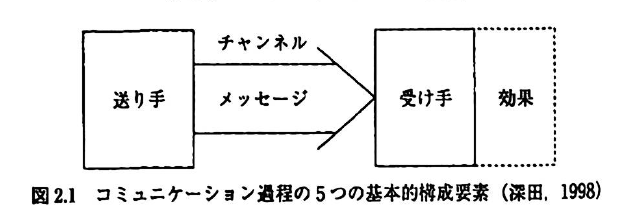 チャンネル
送り手
メッセージ
受け手
効果
図2.1 コミュニケーション過程の5つの基本的構成要素(深田, 1998)